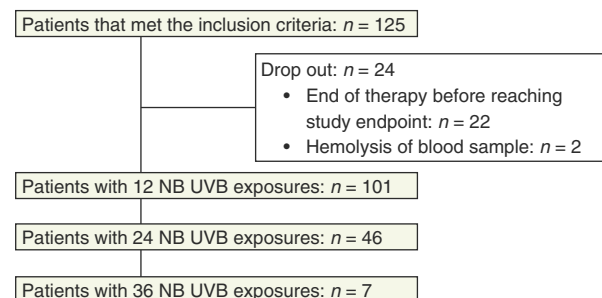 Patients that met the inclusion criteria: n = 125
Drop out: n = 24
• End of therapy before reaching
study endpoint: n = 22
• Hemolysis of blood sample: n = 2
Patients with 12 NB UVB exposures: n = 101
Patients with 24 NB UVB exposures: n = 46
Patients with 36 NB UVB exposures: n = 7